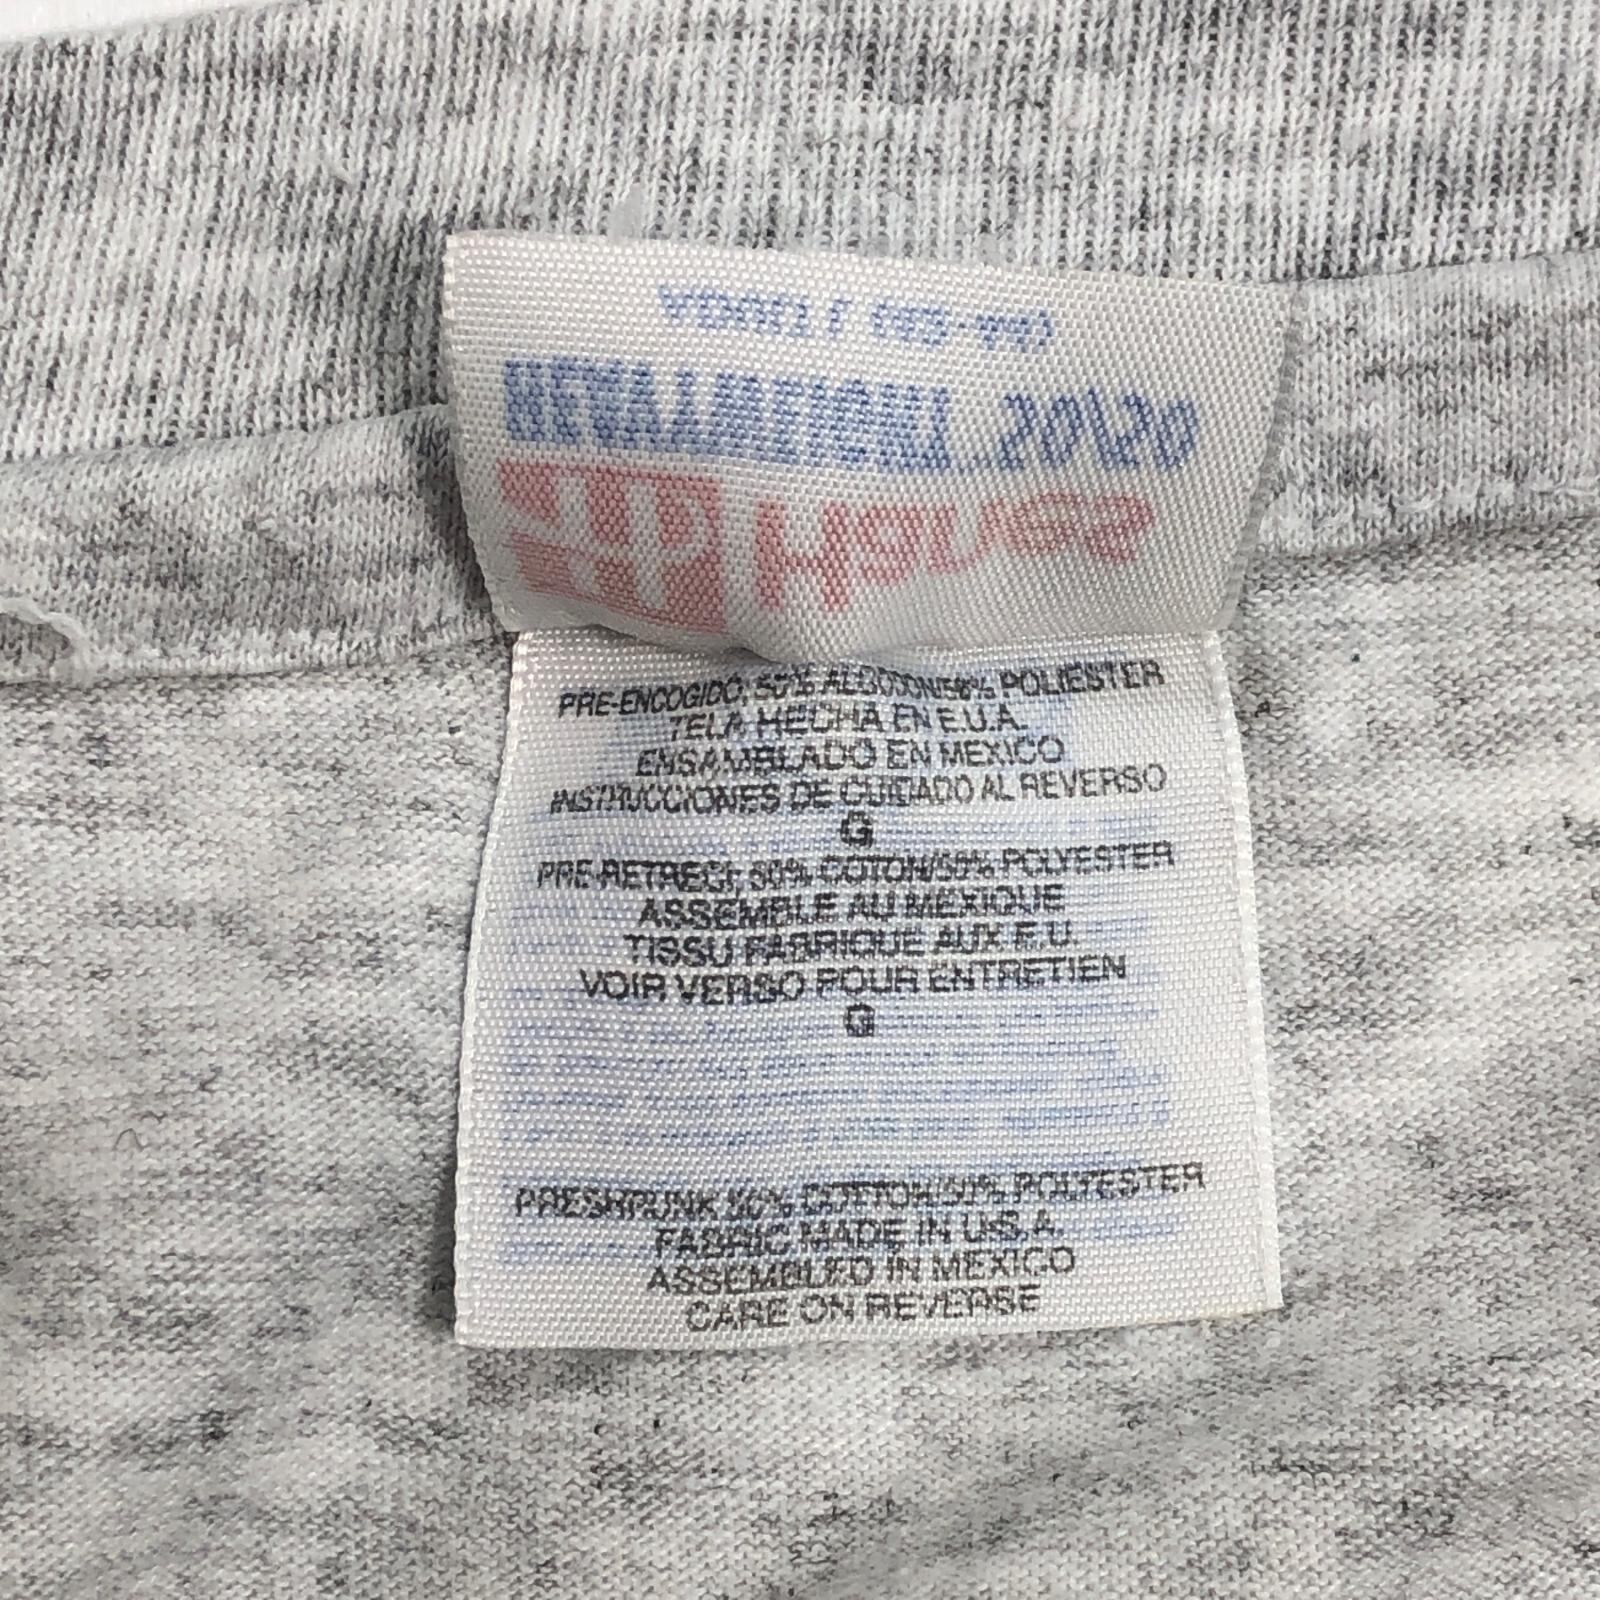 PRE-ENCOGIDO, 50% ALGODON/50% POLIESTER
TELA HECHA EN E.U.A.
ENSAMBLADO EN MEXICO
INSTRUCCIONES DE CUIDADO AL REVERSO
G
PRE-RETRECI; 50% COTON/50% POLYESTER
ASSEMBLE AU MEXIQUE
TISSU FABRIQUE AUX E.U.
VOIR VERSO POUR ENTRETIEN
G
PRESHRUNK 50% COTTON/50% POLYESTER
FABRIC MADE IN U.S.A.
ASSEMBLED IN MEXICO
CARE ON REVERSE